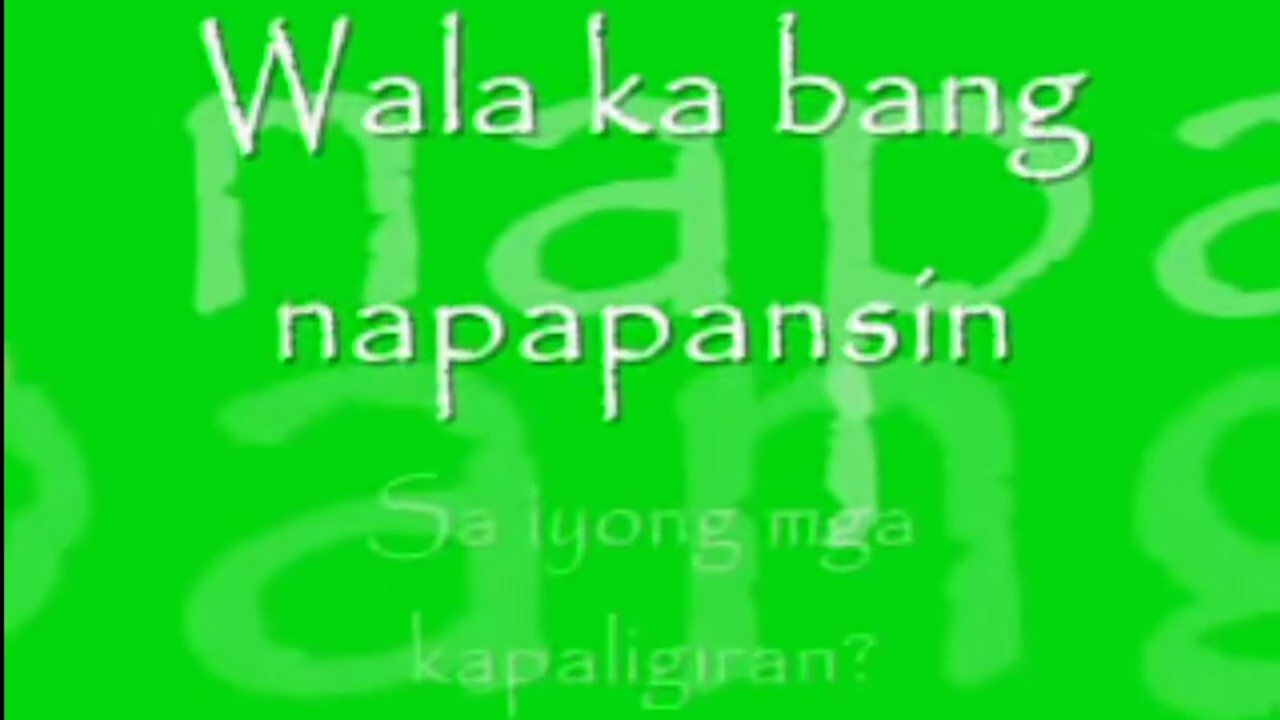 Wala ka bang
napapansin
Sa iyong mga
kapaligiran?